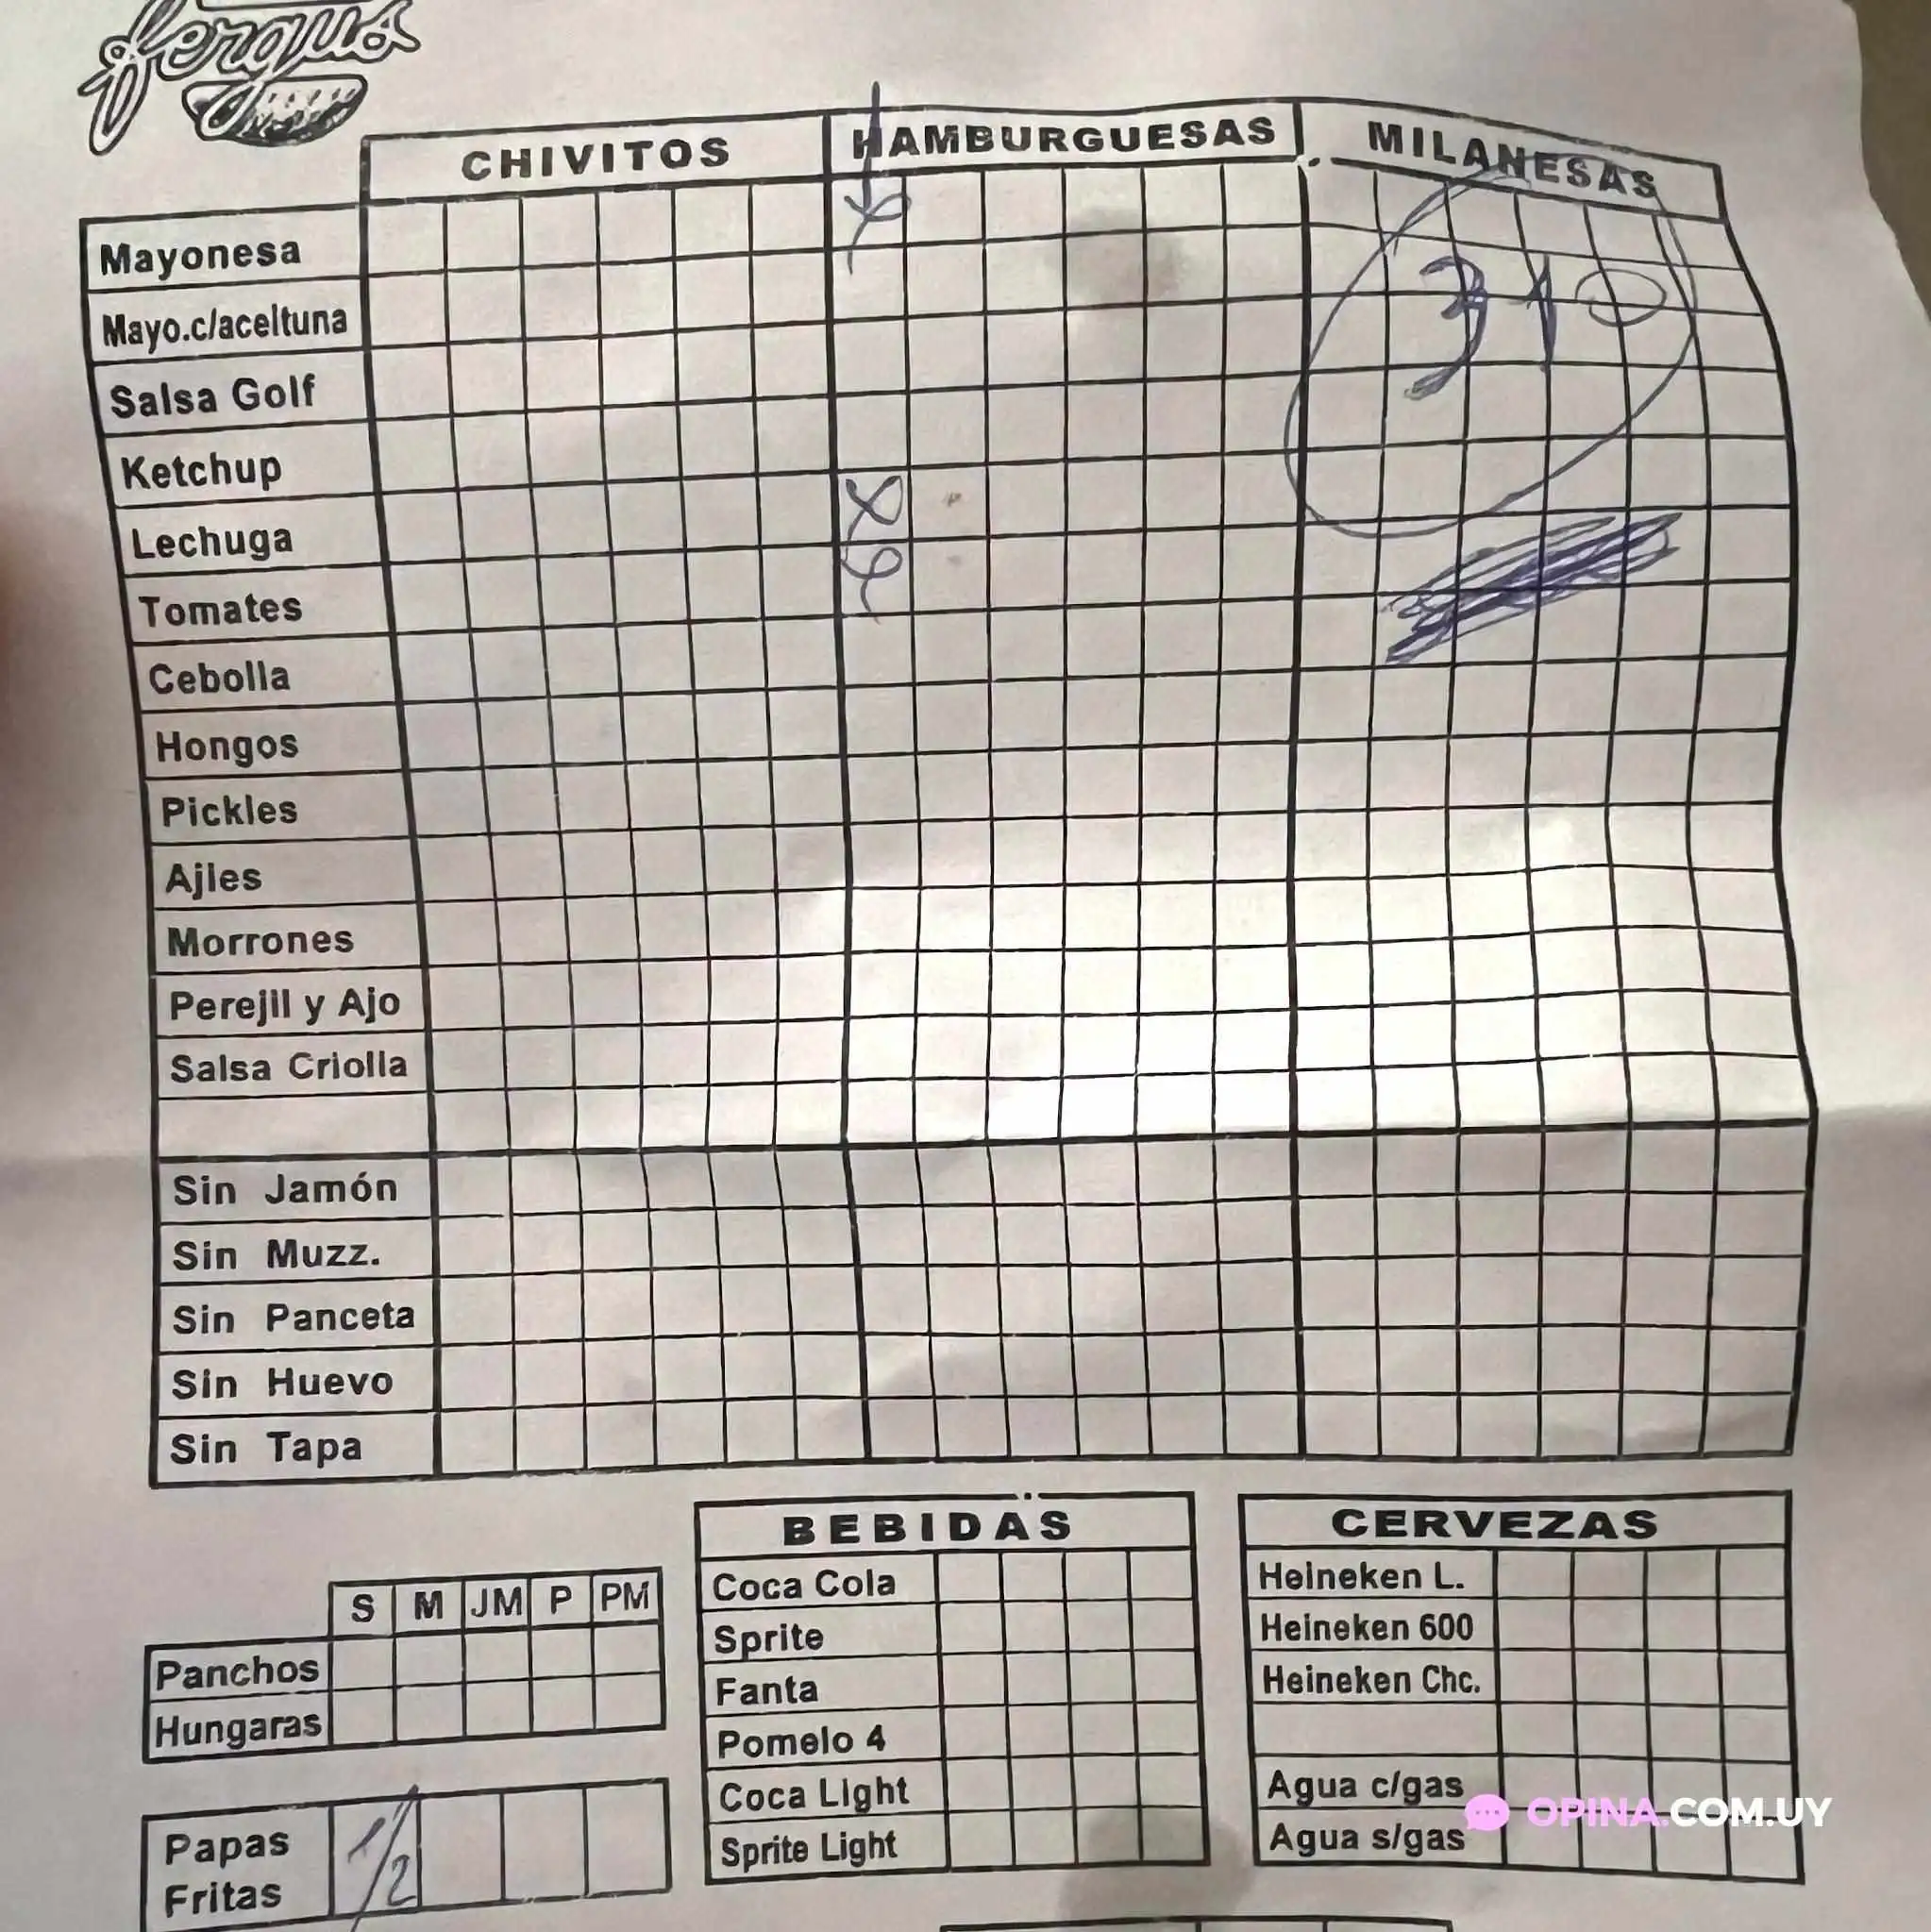 fergus
CHIVITOS HAMBURGUESAS MILANESAS
Mayonesa X
Mayo.c/aceituna 310
Salsa Golf
Ketchup
Lechuga X
Tomates X
Cebolla
Hongos
Pickles
Ajíes
Morrones
Perejil y Ajo
Salsa Criolla
Sin Jamón
Sin Muzz.
Sin Panceta
Sin Huevo
Sin Tapa
S M JM P PM
Panchos
Hungaras
Papas Fritas 1/2
BEBIDAS
Coca Cola
Sprite
Fanta
Pomelo 4
Coca Light
Sprite Light
CERVEZAS
Heineken L.
Heineken 600
Heineken Chc.
Agua c/gas
Agua s/gas
OPINA.COM.UY